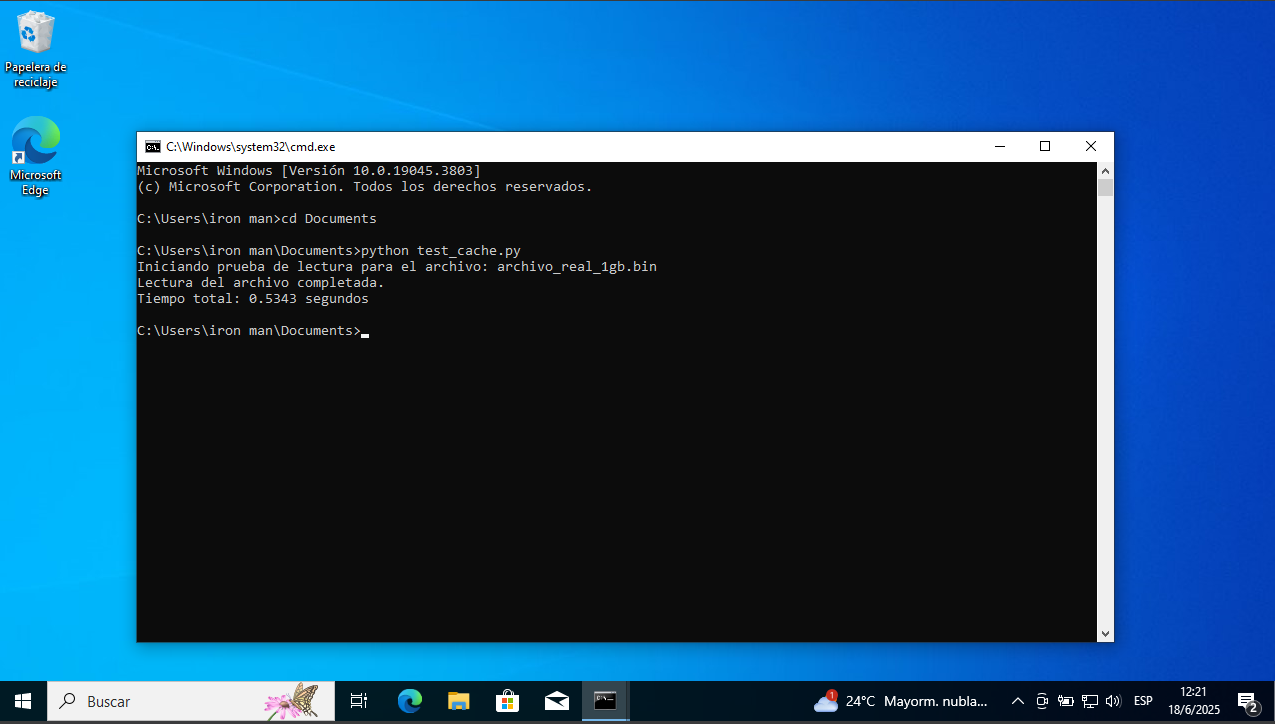 Papelera de
reciclaje
Microsoft
Edge
C:\Windows\system32\cmd.exe
Microsoft Windows [Versión 10.0.19045.3803]
(c) Microsoft Corporation. Todos los derechos reservados.
C:\Users\iron man>cd Documents
C:\Users\iron man\Documents>python test_cache.py
Iniciando prueba de lectura para el archivo: archivo_real_1gb.bin
Lectura del archivo completada.
Tiempo total: 0.5343 segundos
C:\Users\iron man\Documents>
Buscar
1
24°C Mayorm. nubla...
ESP
12:21
18/6/2025
2